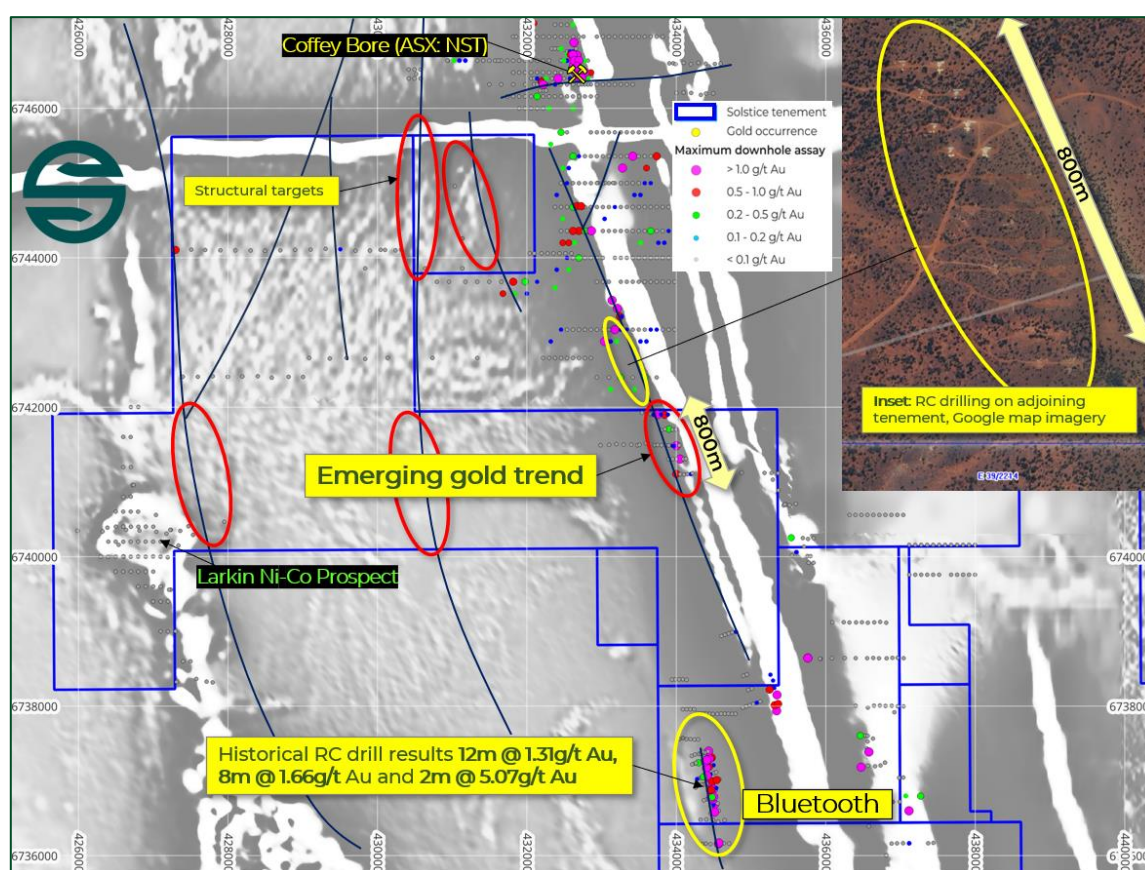 426000
428000
430000
432000
434000
436000
Coffey Bore (ASX: NST)
6746000
Solstice tenement
Gold occurrence
Maximum downhole assay
> 1.0 g/t Au
0.5 - 1.0 g/t Au
0.2 - 0.5 g/t Au
0.1 - 0.2 g/t Au
< 0.1 g/t Au
800m
Structural targets
6744000
Inset: RC drilling on adjoining
tenement, Google map imagery
E 39/2214
6742000
800m
Emerging gold trend
6740000
6740000
Larkin Ni-Co Prospect
6738000
6738000
Historical RC drill results 12m @ 1.31g/t Au,
8m @ 1.66g/t Au and 2m @ 5.07g/t Au
Bluetooth
6736000
426000
428000
430000
432000
434000
436000
438000